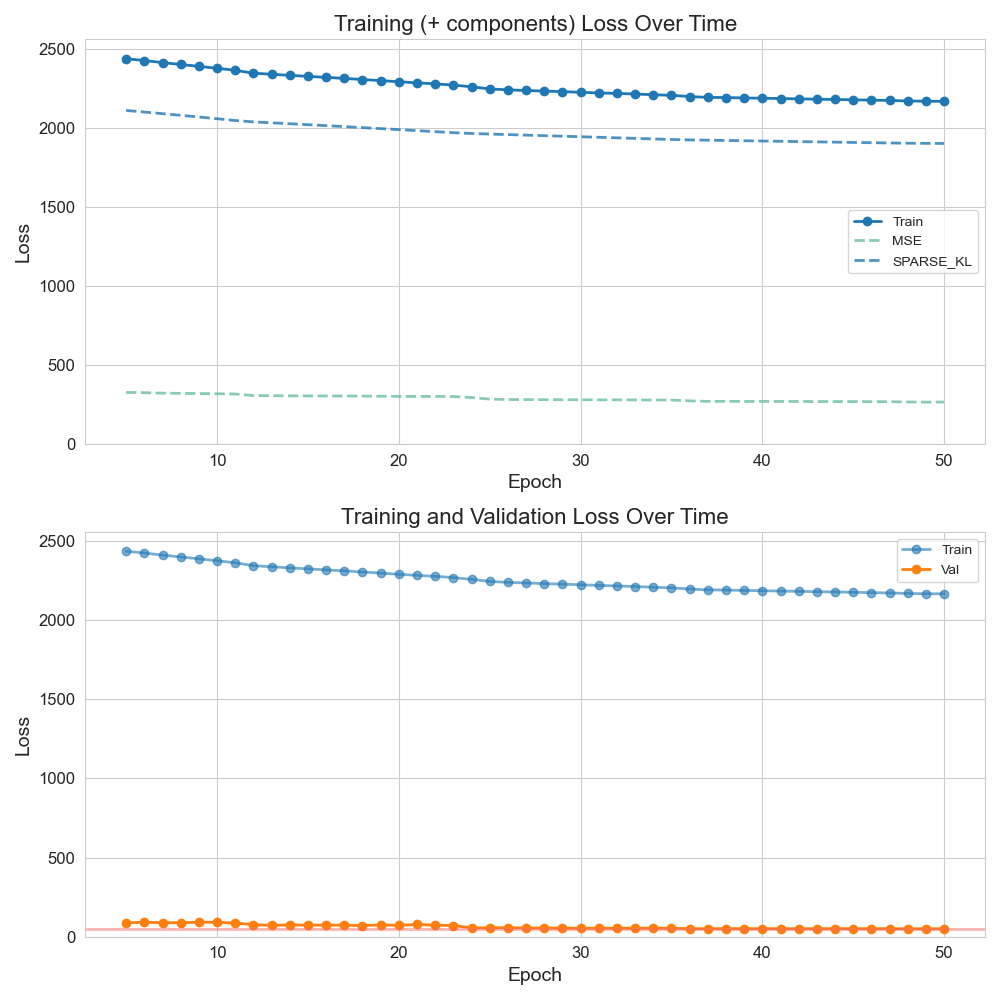 Training (+ components) Loss Over Time
2500
2000
1500
1000
500
0
Loss
Train
MSE
SPARSE_KL
10 20 30 40 50
Epoch
Training and Validation Loss Over Time
2500
2000
1500
1000
500
0
Loss
Train
Val
10 20 30 40 50
Epoch